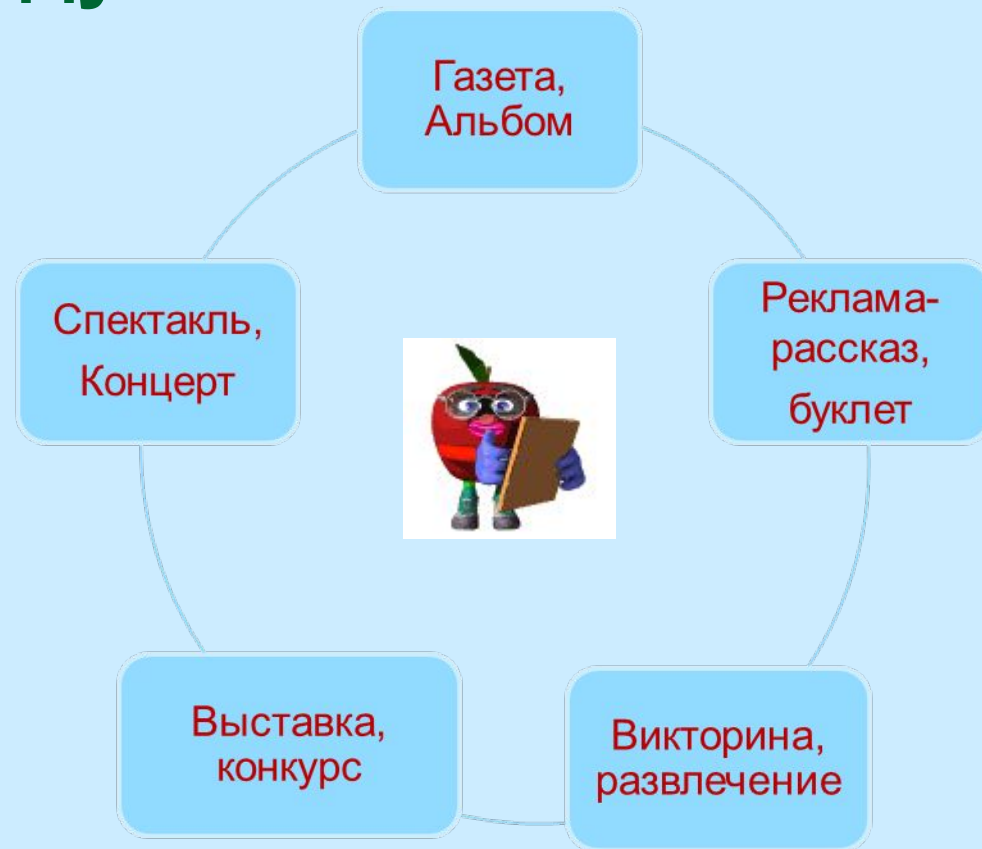 Газета,
Альбом
Реклама-
рассказ,
буклет
Викторина,
развлечение
Выставка,
конкурс
Спектакль,
Концерт